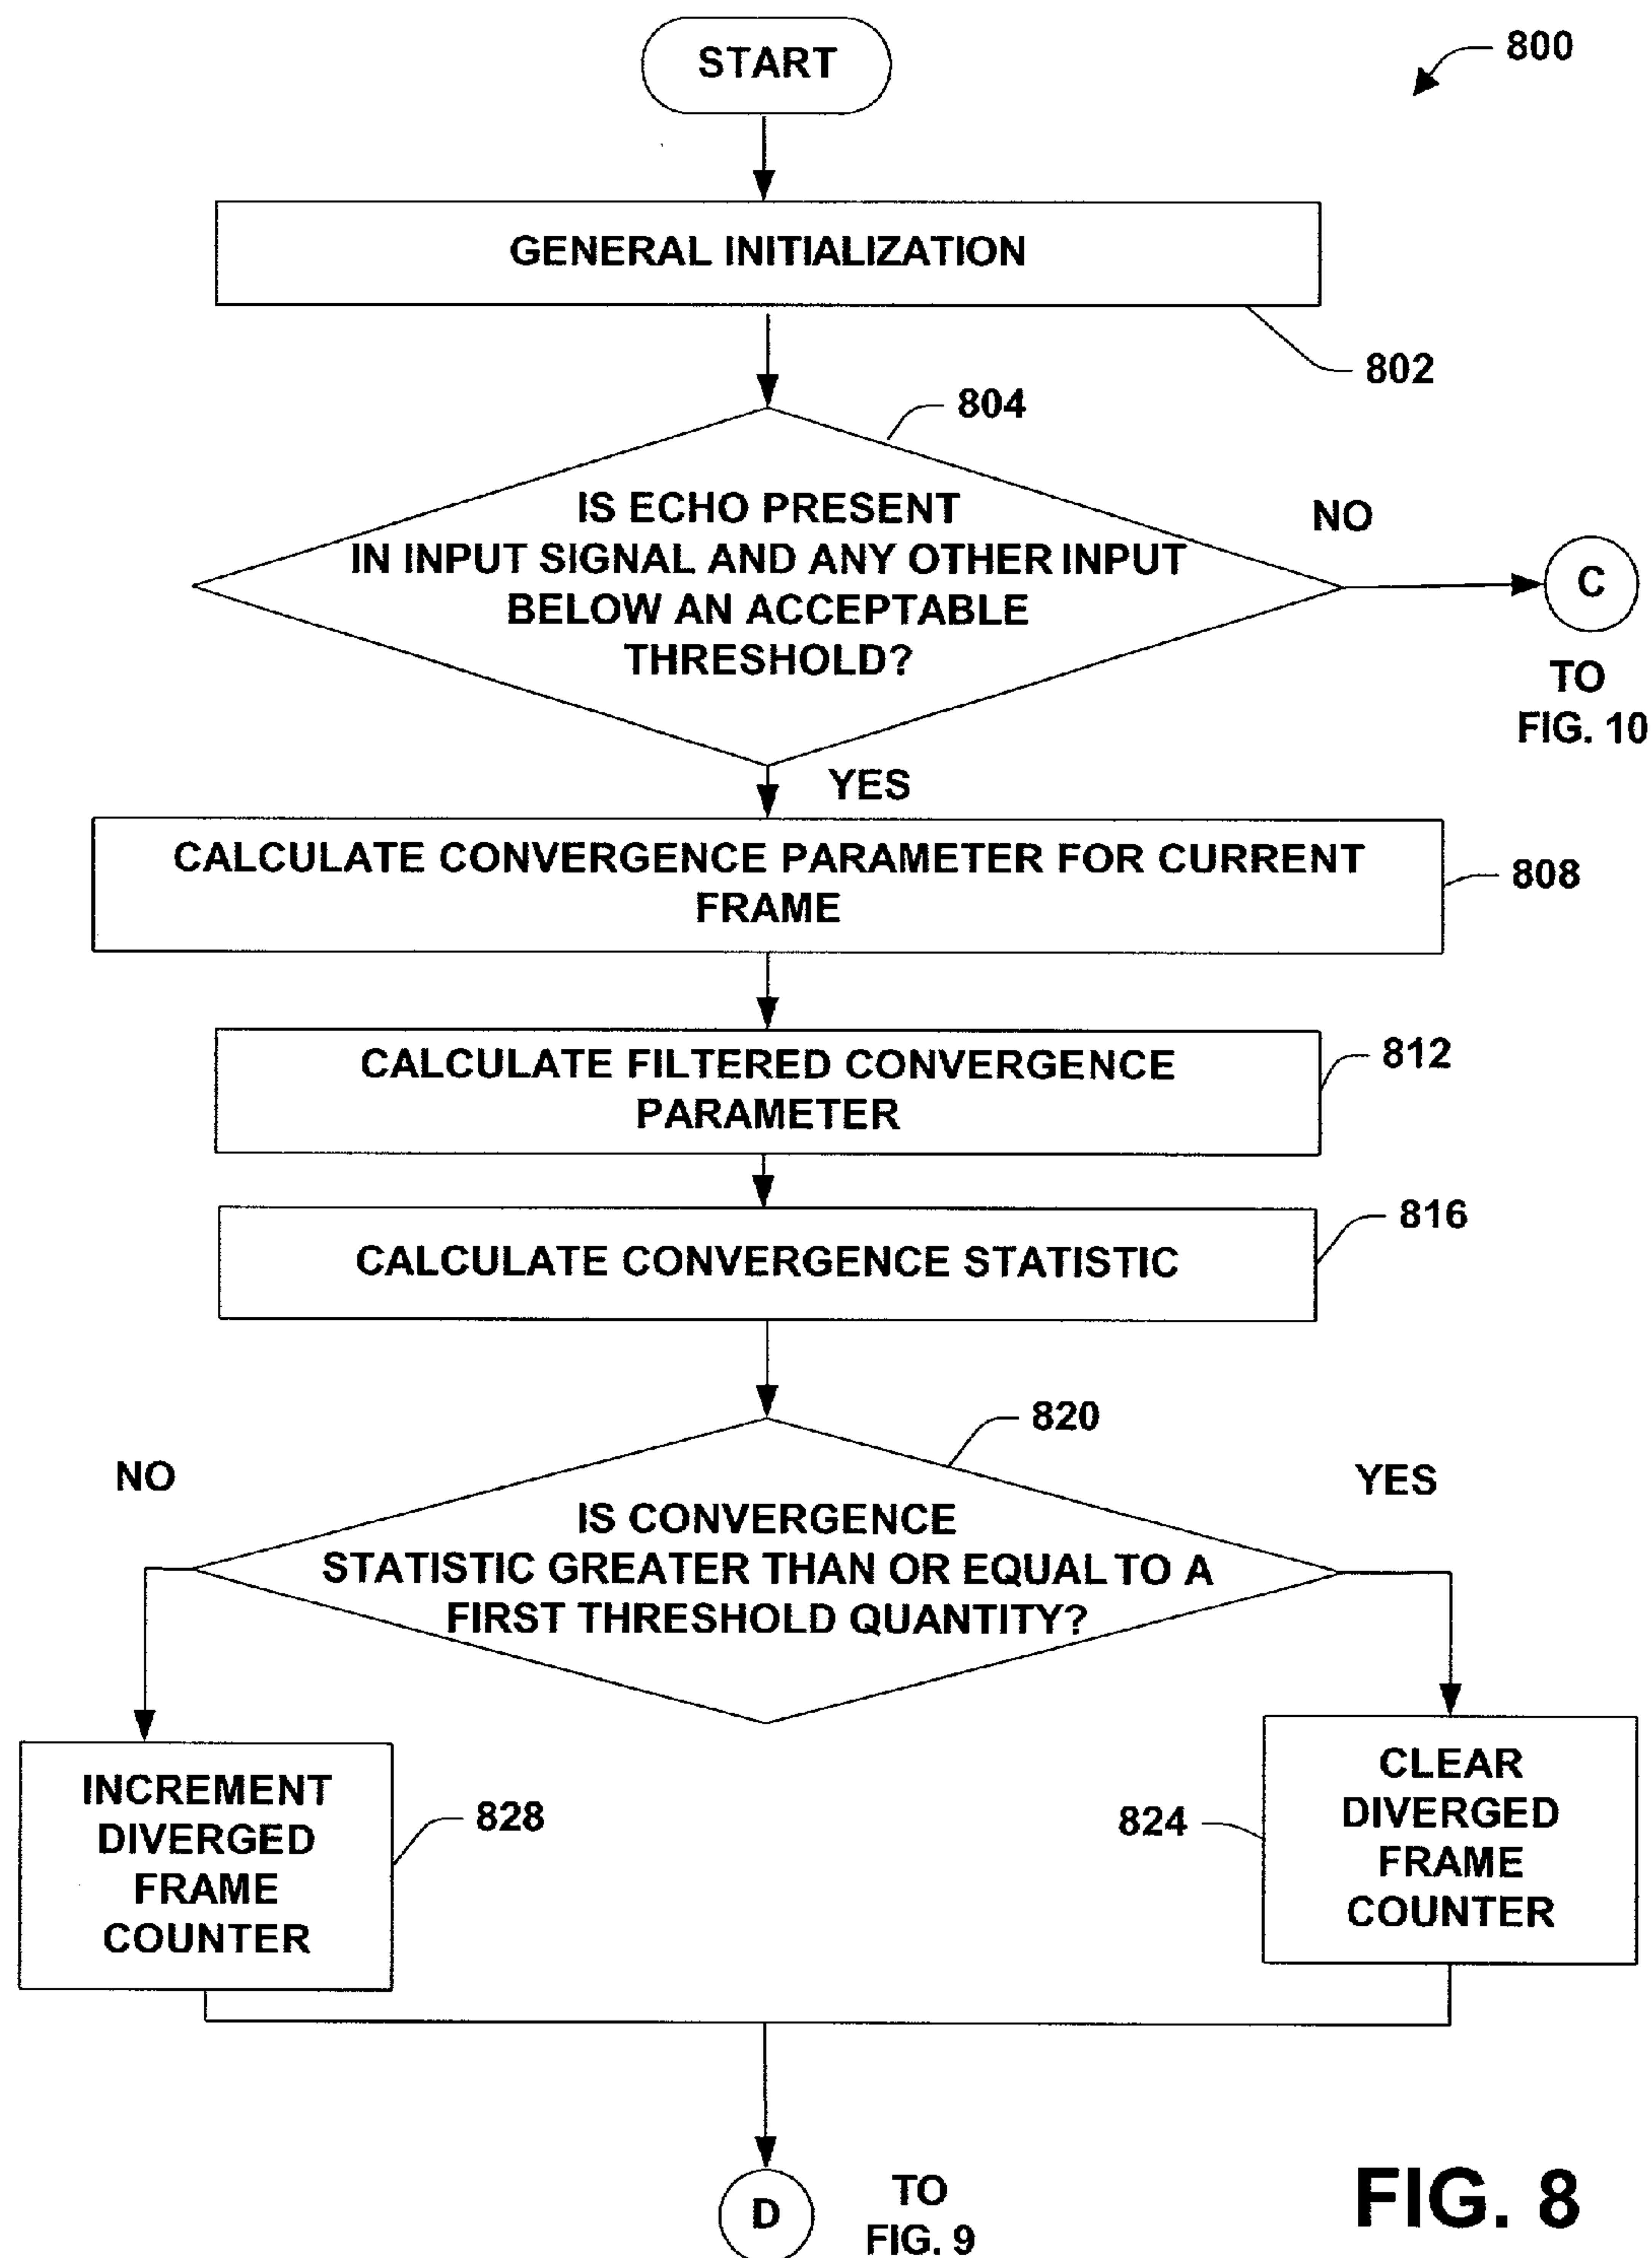 START
800
GENERAL INITIALIZATION
802
804
IS ECHO PRESENT
IN INPUT SIGNAL AND ANY OTHER INPUT
BELOW AN ACCEPTABLE
THRESHOLD?
NO
C
TO
FIG. 10
YES
CALCULATE CONVERGENCE PARAMETER FOR CURRENT
FRAME
808
CALCULATE FILTERED CONVERGENCE
PARAMETER
812
CALCULATE CONVERGENCE STATISTIC
816
820
NO
YES
IS CONVERGENCE
STATISTIC GREATER THAN OR EQUAL TO A
FIRST THRESHOLD QUANTITY?
INCREMENT
DIVERGED
FRAME
COUNTER
828
824
CLEAR
DIVERGED
FRAME
COUNTER
D
TO
FIG. 9
FIG. 8